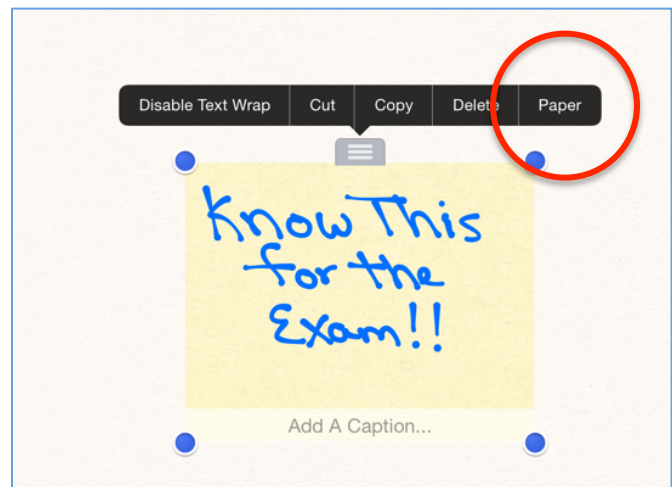 Disable Text Wrap Cut Copy Delete Paper
Know This
for the
Exam!!
Add A Caption...